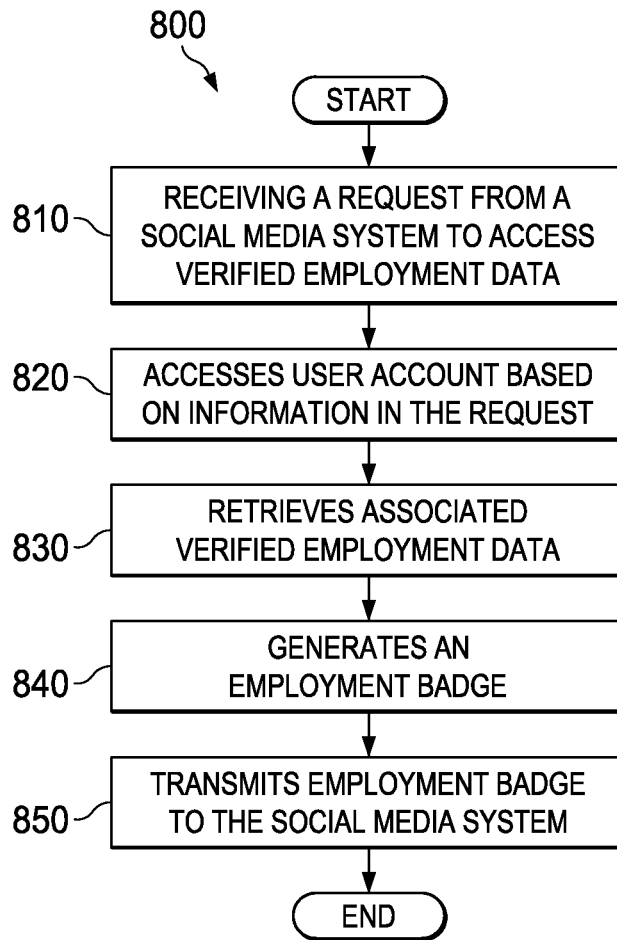 800
START
810
RECEIVING A REQUEST FROM A
SOCIAL MEDIA SYSTEM TO ACCESS
VERIFIED EMPLOYMENT DATA
820
ACCESSES USER ACCOUNT BASED
ON INFORMATION IN THE REQUEST
830
RETRIEVES ASSOCIATED
VERIFIED EMPLOYMENT DATA
840
GENERATES AN
EMPLOYMENT BADGE
850
TRANSMITS EMPLOYMENT BADGE
TO THE SOCIAL MEDIA SYSTEM
END